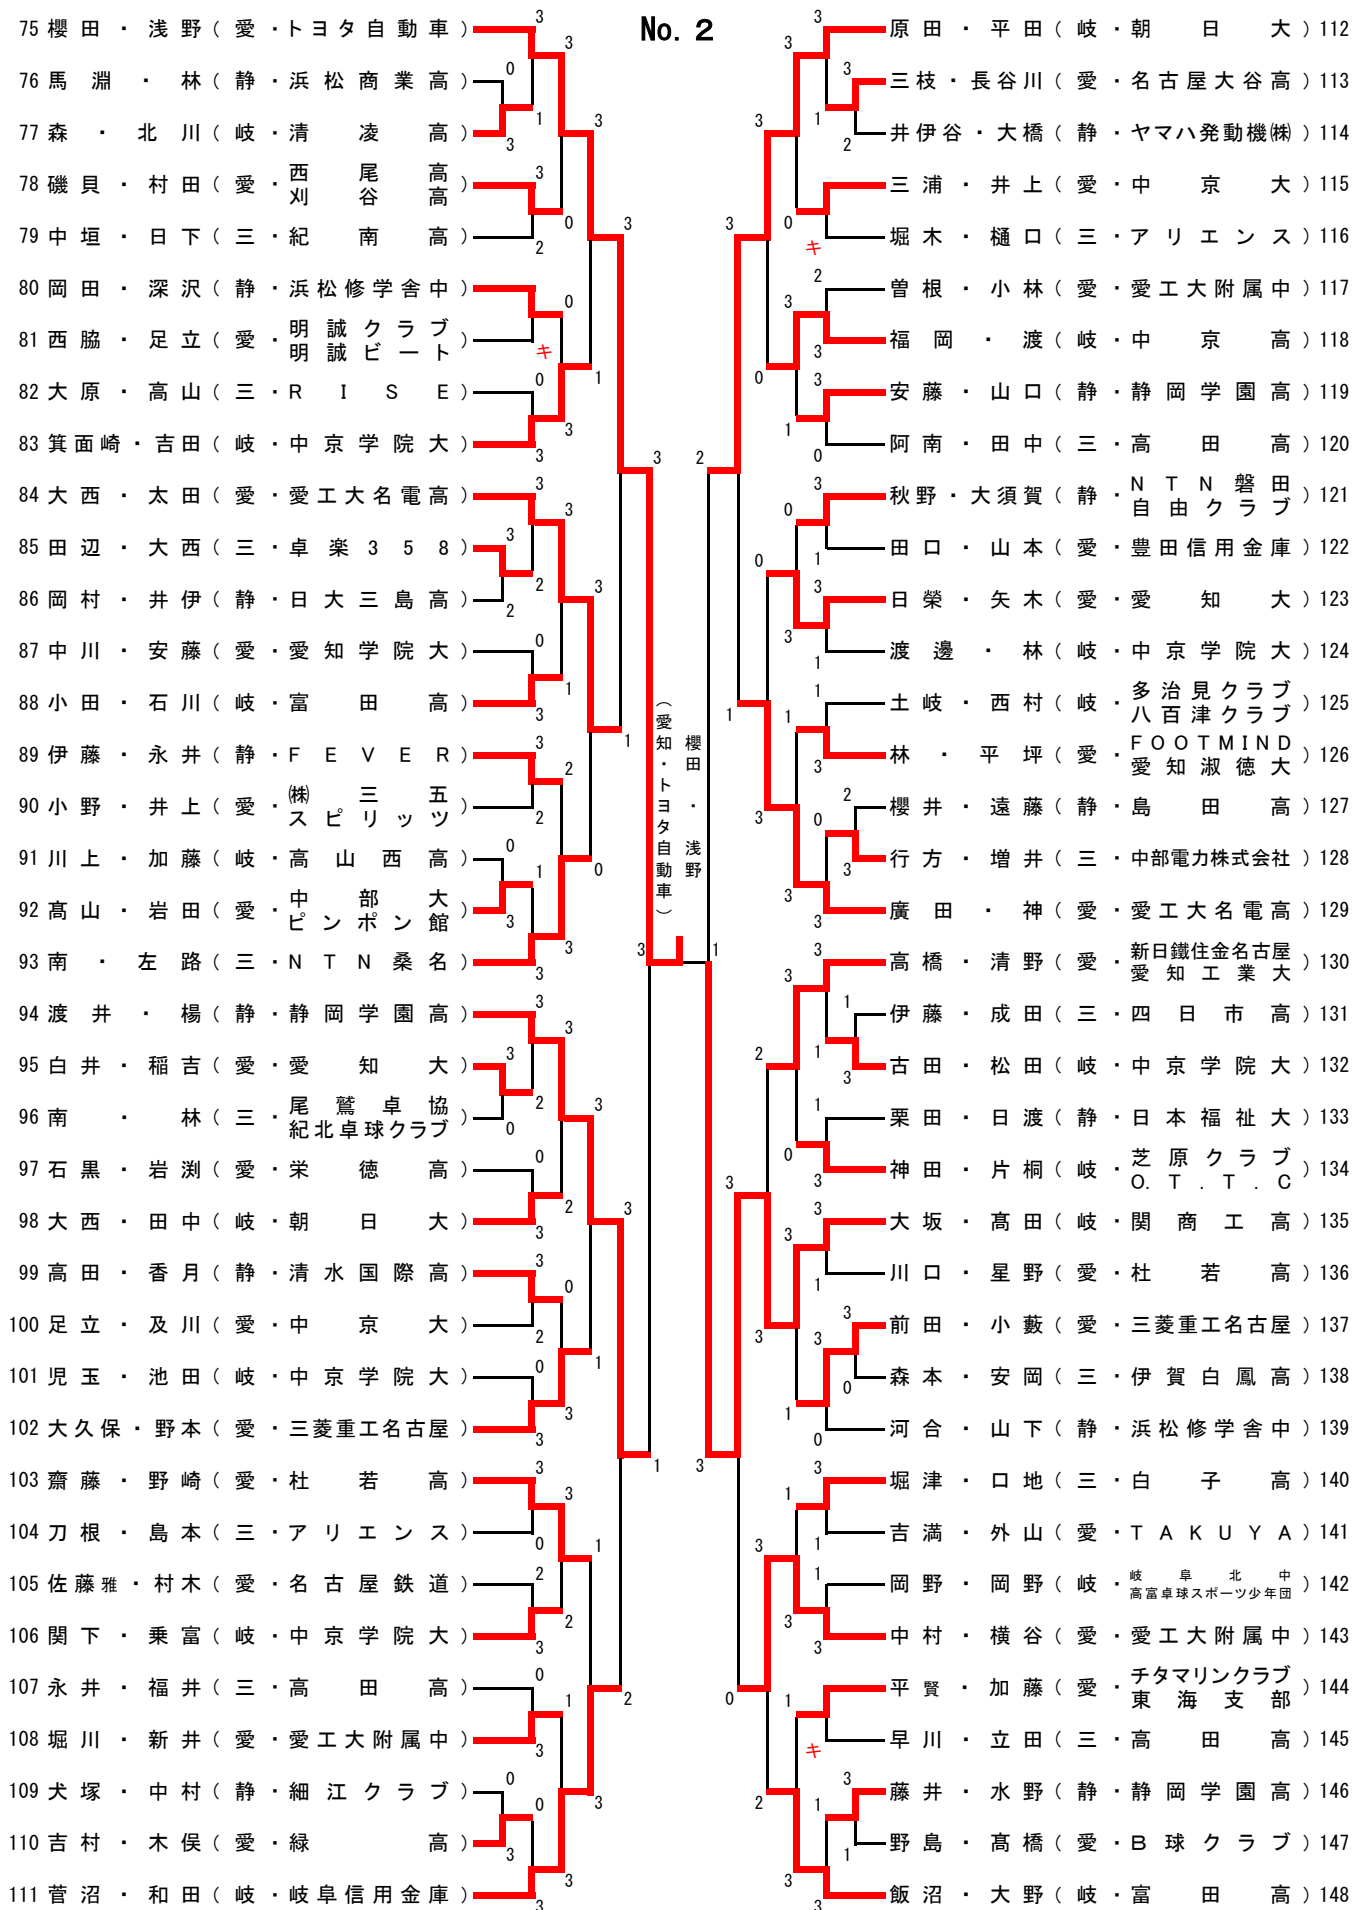 No. 2
75 櫻田・浅野(愛・トヨタ自動車)
76 馬淵・林(静・浜松商業高)
77 森・北川(岐・清凌高)
78 磯貝・村田(愛・西尾高 刈谷高)
79 中垣・日下(三・紀南高)
80 岡田・深沢(静・浜松修学舎中)
81 西脇・足立(愛・明誠クラブ 明誠ビート)
82 大原・高山(三・RISE)
83 箕面崎・吉田(岐・中京学院大)
84 大西・太田(愛・愛工大名電高)
85 田辺・大西(三・卓楽358)
86 岡村・井伊(静・日大三島高)
87 中川・安藤(愛・愛知学院大)
88 小田・石川(岐・富田高)
89 伊藤・永井(静・FEVER)
90 小野・井上(愛・㈱三五 スピリッツ)
91 川上・加藤(岐・高山西高)
92 髙山・岩田(愛・中部大 ピンポン館)
93 南・左路(三・NTN桑名)
94 渡井・楊(静・静岡学園高)
95 白井・稲吉(愛・愛知大)
96 南・林(三・尾鷲卓協 紀北卓球クラブ)
97 石黒・岩渕(愛・栄徳高)
98 大西・田中(岐・朝日大)
99 高田・香月(静・清水国際高)
100 足立・及川(愛・中京大)
101 児玉・池田(岐・中京学院大)
102 大久保・野本(愛・三菱重工名古屋)
103 齋藤・野崎(愛・杜若高)
104 刀根・島本(三・アリエンス)
105 佐藤雅・村木(愛・名古屋鉄道)
106 関下・乗富(岐・中京学院大)
107 永井・福井(三・高田高)
108 堀川・新井(愛・愛工大附属中)
109 犬塚・中村(静・細江クラブ)
110 吉村・木俣(愛・緑高)
111 菅沼・和田(岐・岐阜信用金庫)
櫻田・浅野
(愛知・トヨタ自動車)
原田・平田(岐・朝日大)112
三枝・長谷川(愛・名古屋大谷高)113
井伊谷・大橋(静・ヤマハ発動機㈱)114
三浦・井上(愛・中京大)115
堀木・樋口(三・アリエンス)116
曽根・小林(愛・愛工大附属中)117
福岡・渡(岐・中京高)118
安藤・山口(静・静岡学園高)119
阿南・田中(三・高田高)120
秋野・大須賀(静・NTN磐田 自由クラブ)121
田口・山本(愛・豊田信用金庫)122
日榮・矢木(愛・愛知大)123
渡邊・林(岐・中京学院大)124
土岐・西村(岐・多治見クラブ 八百津クラブ)125
林・平坪(愛・FOOTMIND 愛知淑徳大)126
櫻井・遠藤(静・島田高)127
行方・増井(三・中部電力株式会社)128
廣田・神(愛・愛工大名電高)129
高橋・清野(愛・新日鐵住金名古屋 愛知工業大)130
伊藤・成田(三・四日市高)131
古田・松田(岐・中京学院大)132
栗田・日渡(静・日本福祉大)133
神田・片桐(岐・芝原クラブ O.T.T.C)134
大坂・髙田(岐・関商工高)135
川口・星野(愛・杜若高)136
前田・小藪(愛・三菱重工名古屋)137
森本・安岡(三・伊賀白鳳高)138
河合・山下(静・浜松修学舎中)139
堀津・口地(三・白子高)140
吉満・外山(愛・TAKUYA)141
岡野・岡野(岐・岐阜北中 高富卓球スポーツ少年団)142
中村・横谷(愛・愛工大附属中)143
平賢・加藤(愛・チタマリンクラブ 東海支部)144
早川・立田(三・高田高)145
藤井・水野(静・静岡学園高)146
野島・髙橋(愛・B球クラブ)147
飯沼・大野(岐・富田高)148